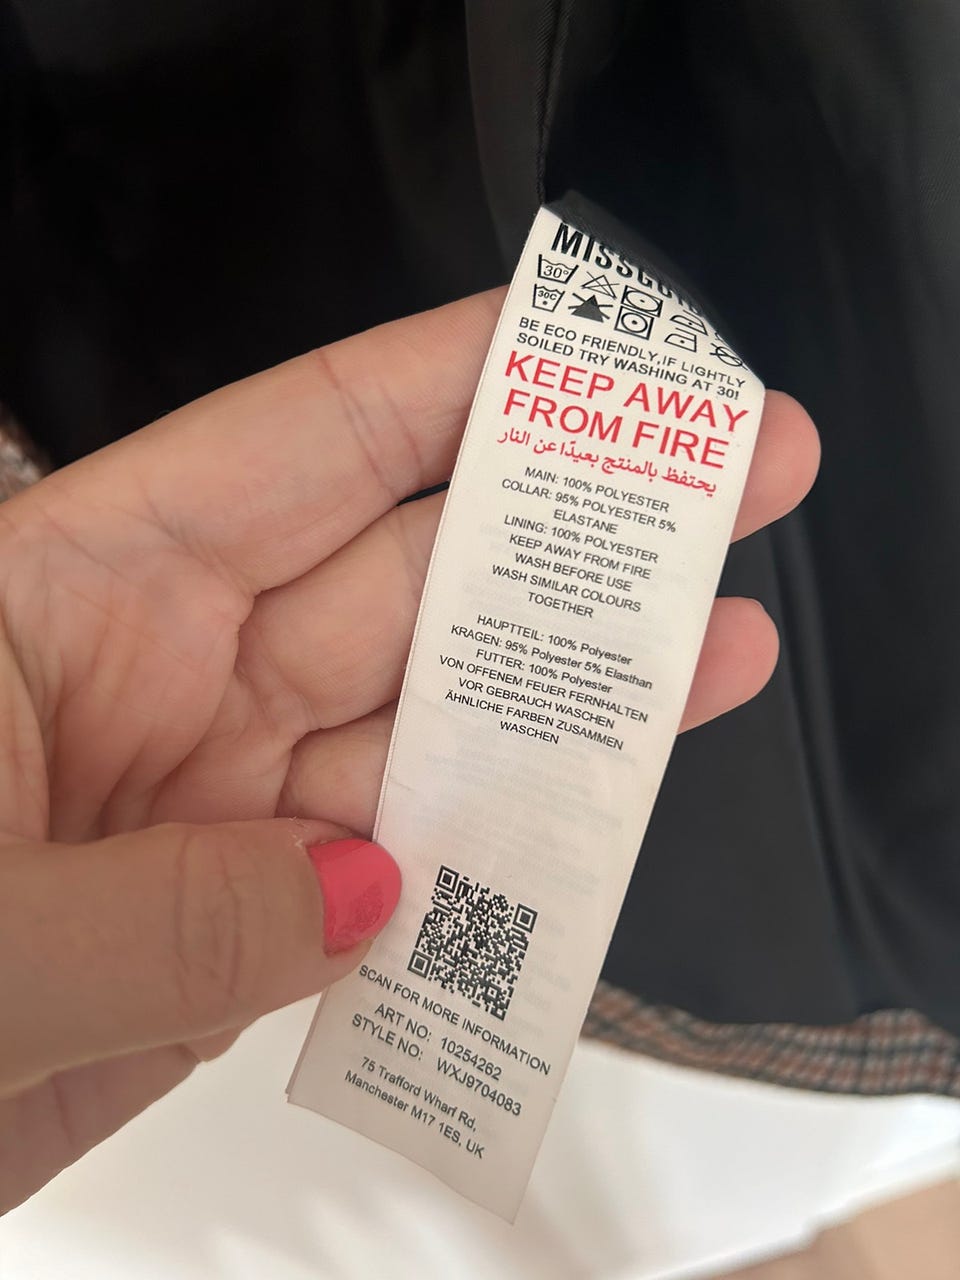 30°
30C
BE ECO FRIENDLY,IF LIGHTLY
SOILED TRY WASHING AT 30!
KEEP AWAY
FROM FIRE
يحتفظ بالمنتج بعيدًا عن النار
MAIN: 100% POLYESTER
COLLAR: 95% POLYESTER 5%
ELASTANE
LINING: 100% POLYESTER
KEEP AWAY FROM FIRE
WASH BEFORE USE
WASH SIMILAR COLOURS
TOGETHER
HAUPTTEIL: 100% Polyester
KRAGEN: 95% Polyester 5% Elasthan
FUTTER: 100% Polyester
VON OFFENEM FEUER FERNHALTEN
VOR GEBRAUCH WASCHEN
ÄHNLICHE FARBEN ZUSAMMEN
WASCHEN
SCAN FOR MORE INFORMATION
ART NO: 10254262
STYLE NO: WXJ9704083
75 Trafford Wharf Rd,
Manchester M17 1ES, UK